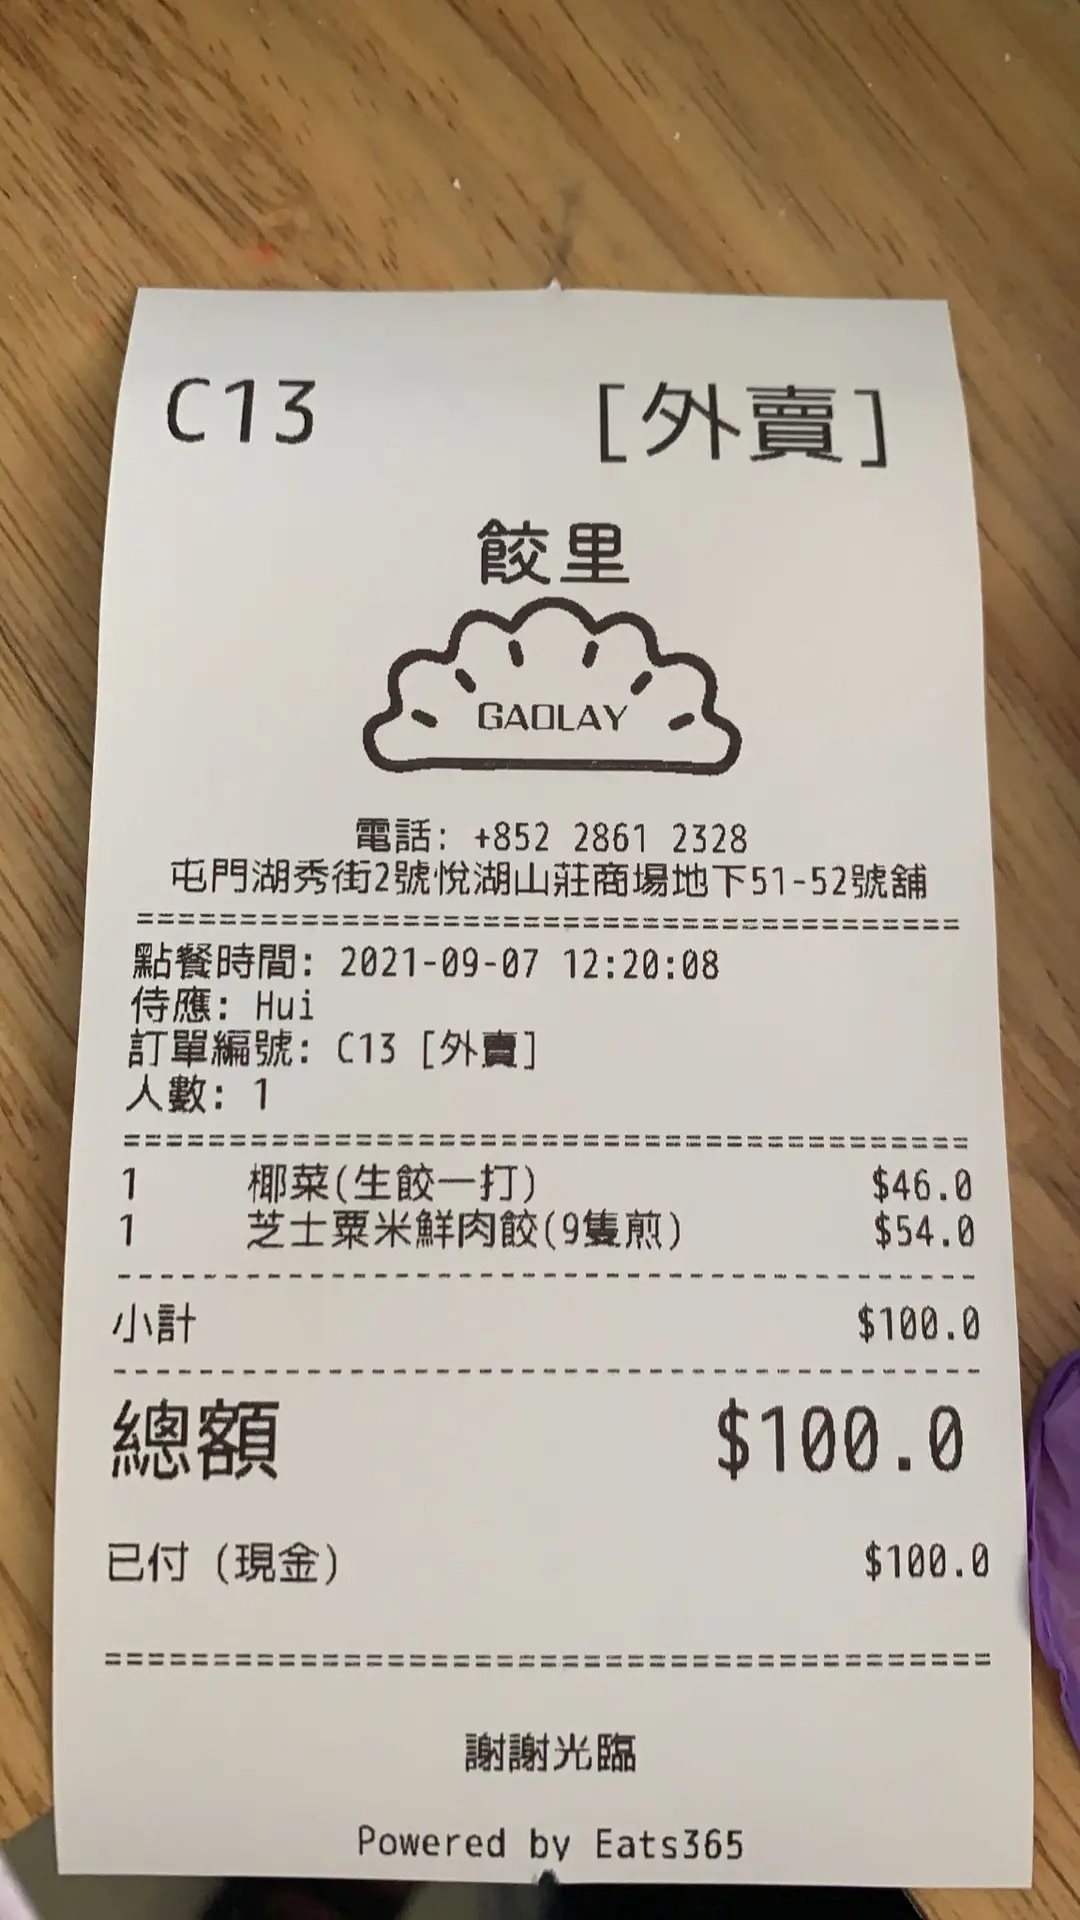 C13 [外賣]
餃里
GAOLAY
電話: +852 2861 2328
屯門湖秀街2號悅湖山莊商場地下51-52號舖
========================================
點餐時間: 2021-09-07 12:20:08
侍應: Hui
訂單編號: C13 [外賣]
人數: 1
========================================
1 椰菜(生餃一打) $46.0
1 芝士粟米鮮肉餃(9隻煎) $54.0
----------------------------------------
小計 $100.0
----------------------------------------
總額 $100.0
已付 (現金) $100.0
========================================
謝謝光臨
Powered by Eats365